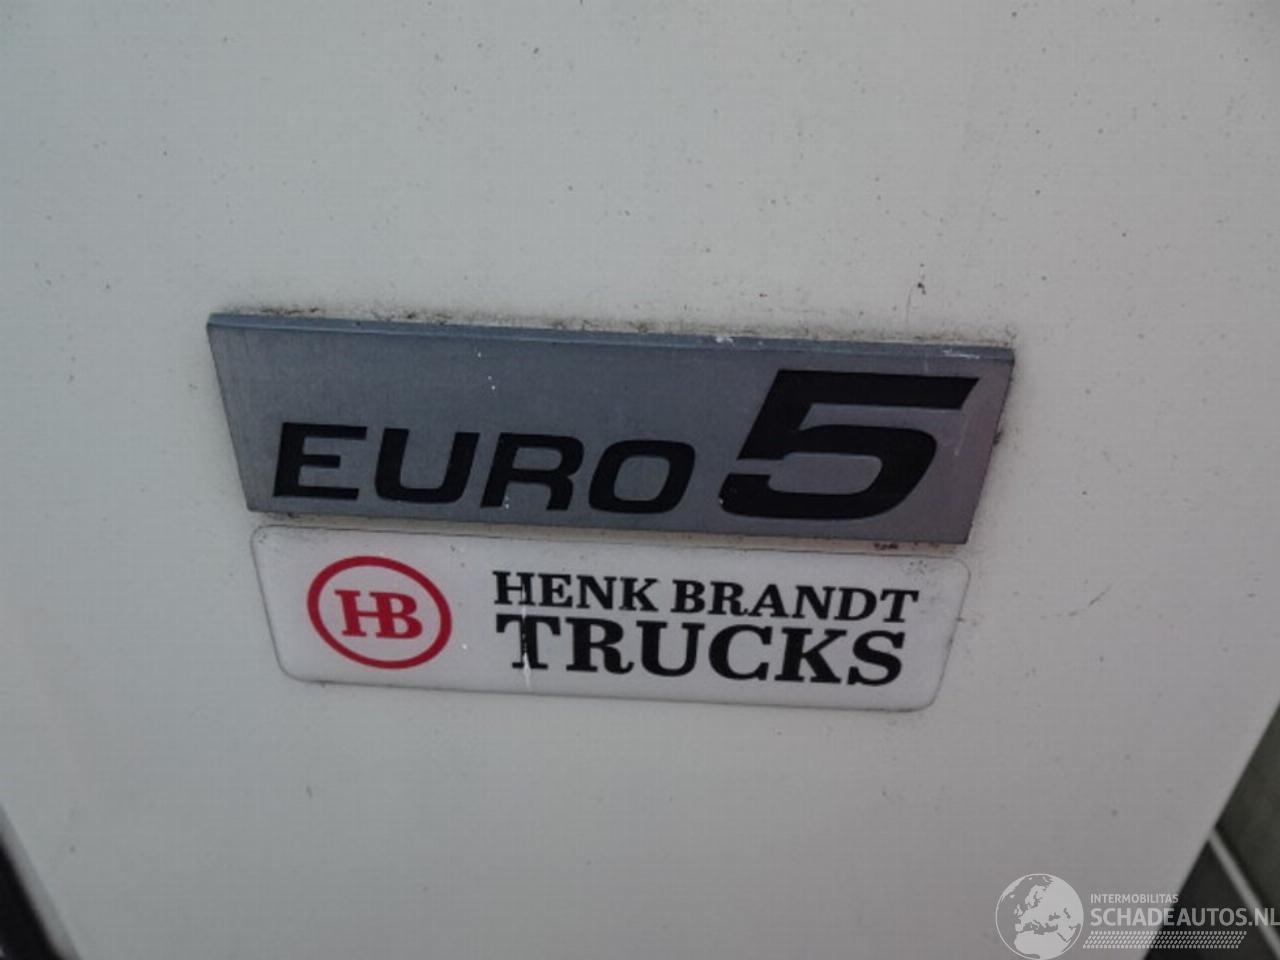 EURO 5
HB
HENK BRANDT
TRUCKS
INTERMOBILITAS
SCHADEAUTOS.NL